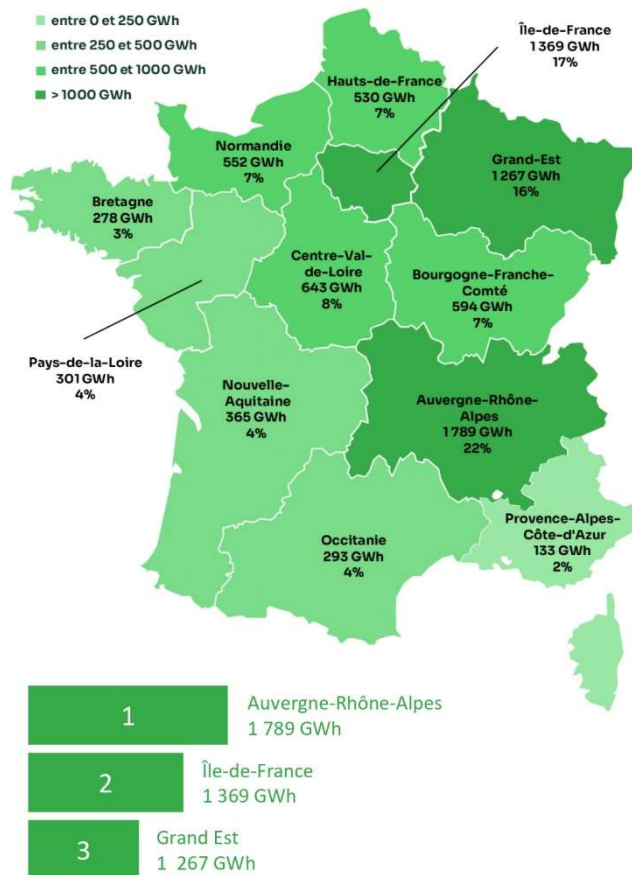 entre 0 et 250 GWh
entre 250 et 500 GWh
entre 500 et 1000 GWh
> 1000 GWh
Île-de-France
1 369 GWh
17%
Hauts-de-France
530 GWh
7%
Normandie
552 GWh
7%
Grand-Est
1 267 GWh
16%
Bretagne
278 GWh
3%
Centre-Val-
de-Loire
643 GWh
8%
Bourgogne-Franche-
Comté
594 GWh
7%
Pays-de-la-Loire
301 GWh
4%
Nouvelle-
Aquitaine
365 GWh
4%
Auvergne-Rhône-
Alpes
1 789 GWh
22%
Provence-Alpes-
Côte-d'Azur
133 GWh
2%
Occitanie
293 GWh
4%
1
Auvergne-Rhône-Alpes
1 789 GWh
2
Île-de-France
1 369 GWh
3
Grand Est
1 267 GWh